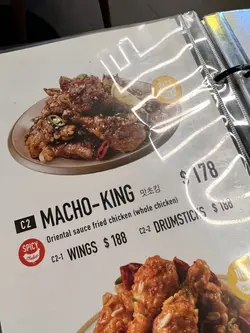 C2 MACHO-KING 맛초킹 $ 178
Oriental sauce fried chicken (whole chicken)
SPICY
C2-1 WINGS $ 188 C2-2 DRUMSTICKS $ 188